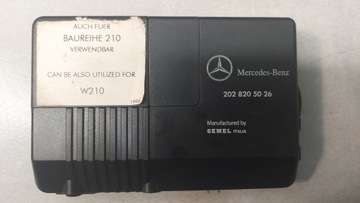 AUCH FUER
BAUREIHE 210
VERWENDBAR
CAN BE ALSO UTILIZED FOR
W210
Mercedes-Benz
202 820 50 26
Manufactured by
GEMEL ITALIA